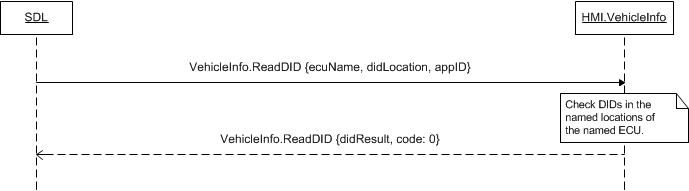 SDL
HMI.VehicleInfo
VehicleInfo.ReadDID {ecuName, didLocation, appID}
Check DIDs in the
named locations of
the named ECU.
VehicleInfo.ReadDID {didResult, code: 0}